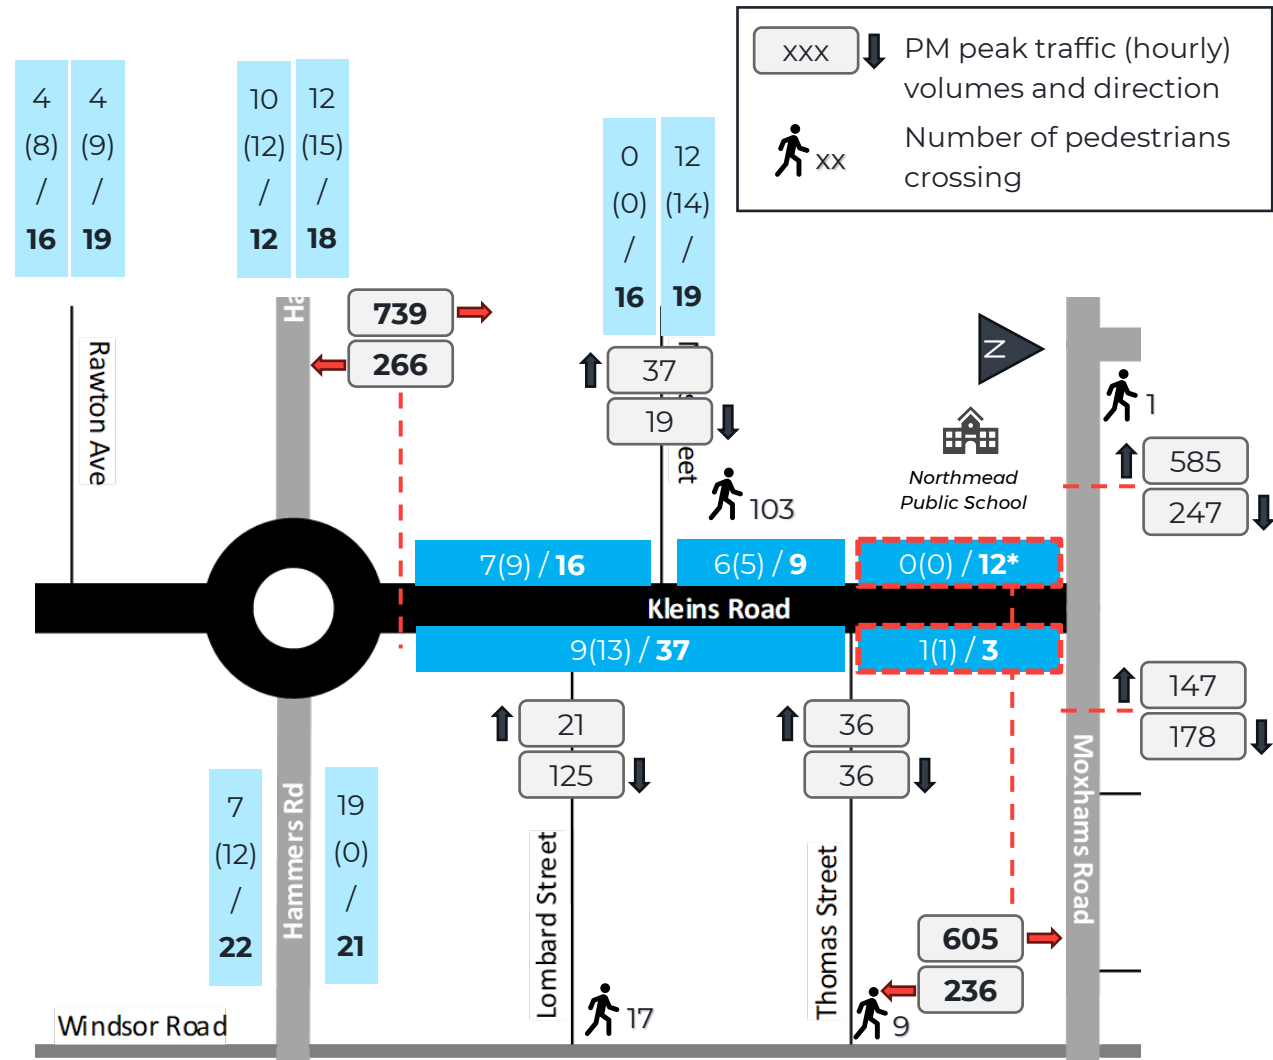 xxx
PM peak traffic (hourly)
volumes and direction
xx
Number of pedestrians
crossing
4
(8)
/
16
4
(9)
/
19
10
(12)
/
12
12
(15)
/
18
0
(0)
/
16
12
(14)
/
19
739
266
37
19
Rawton Ave
N
1
585
247
Northmead
Public School
103
7(9) / 16
6(5) / 9
0(0) / 12*
Kleins Road
9(13) / 37
1(1) / 3
21
125
36
36
147
178
7
(12)
/
22
Hammers Rd
19
(0)
/
21
Lombard Street
Thomas Street
Moxhams Road
605
236
17
9
Windsor Road